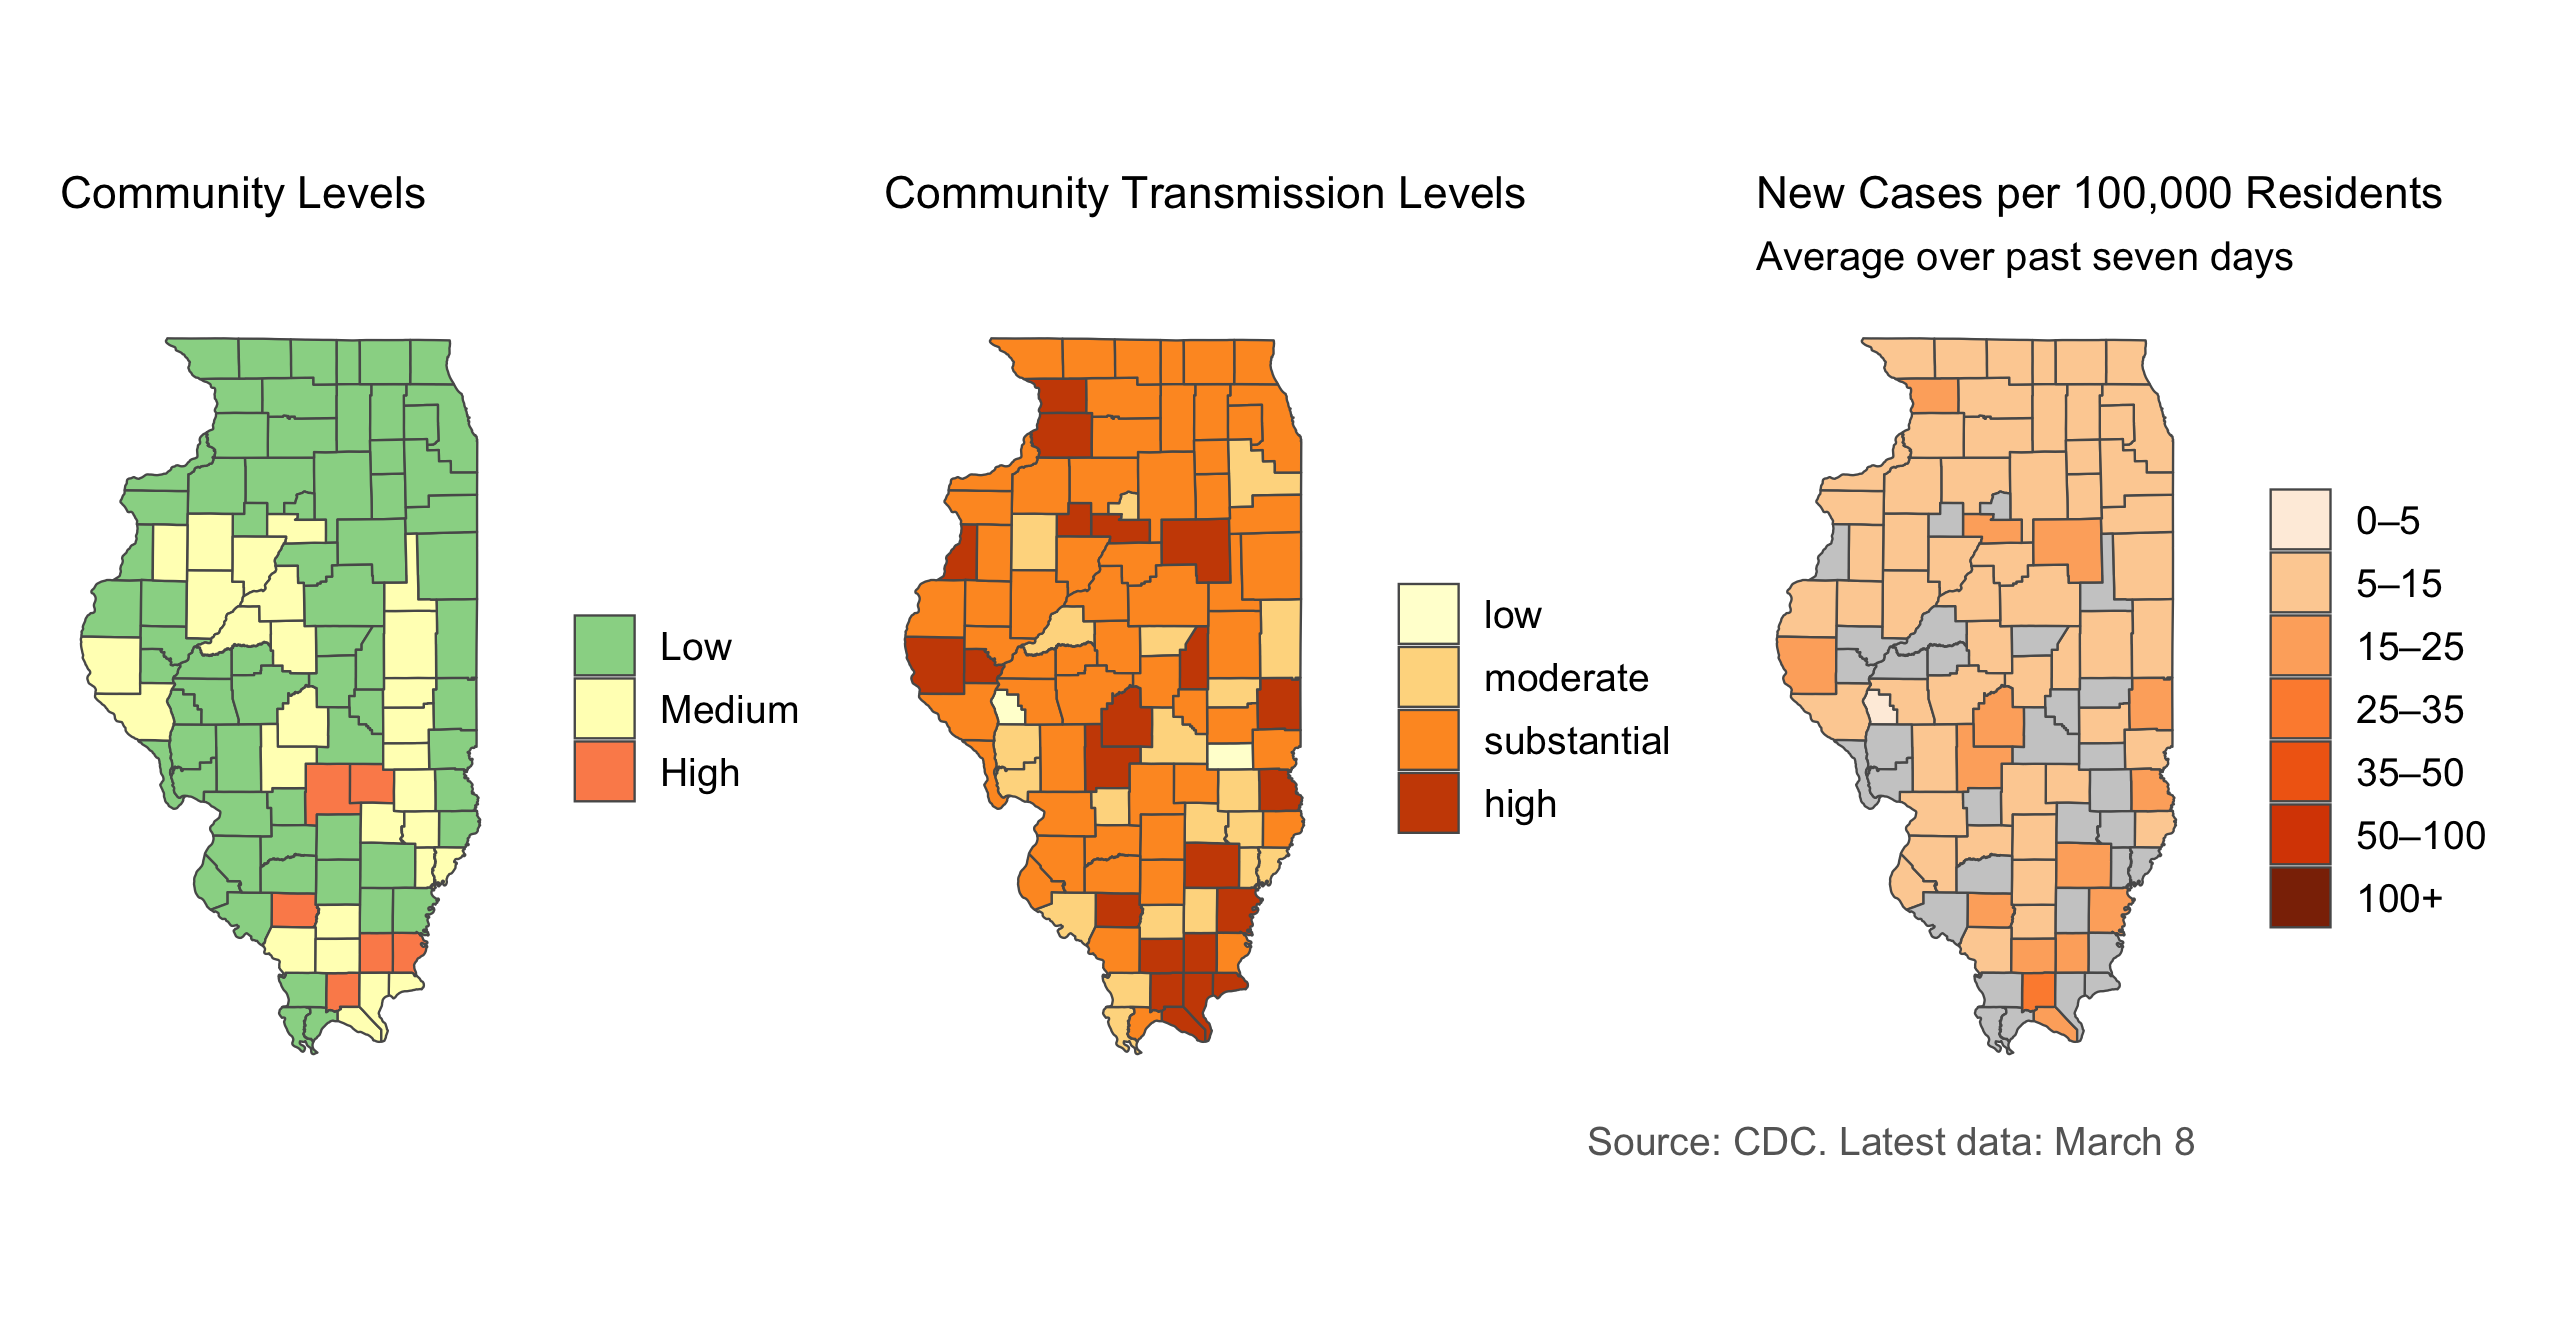 Community Levels
Low
Medium
High
Community Transmission Levels
low
moderate
substantial
high
New Cases per 100,000 Residents
Average over past seven days
0–5
5–15
15–25
25–35
35–50
50–100
100+
Source: CDC. Latest data: March 8